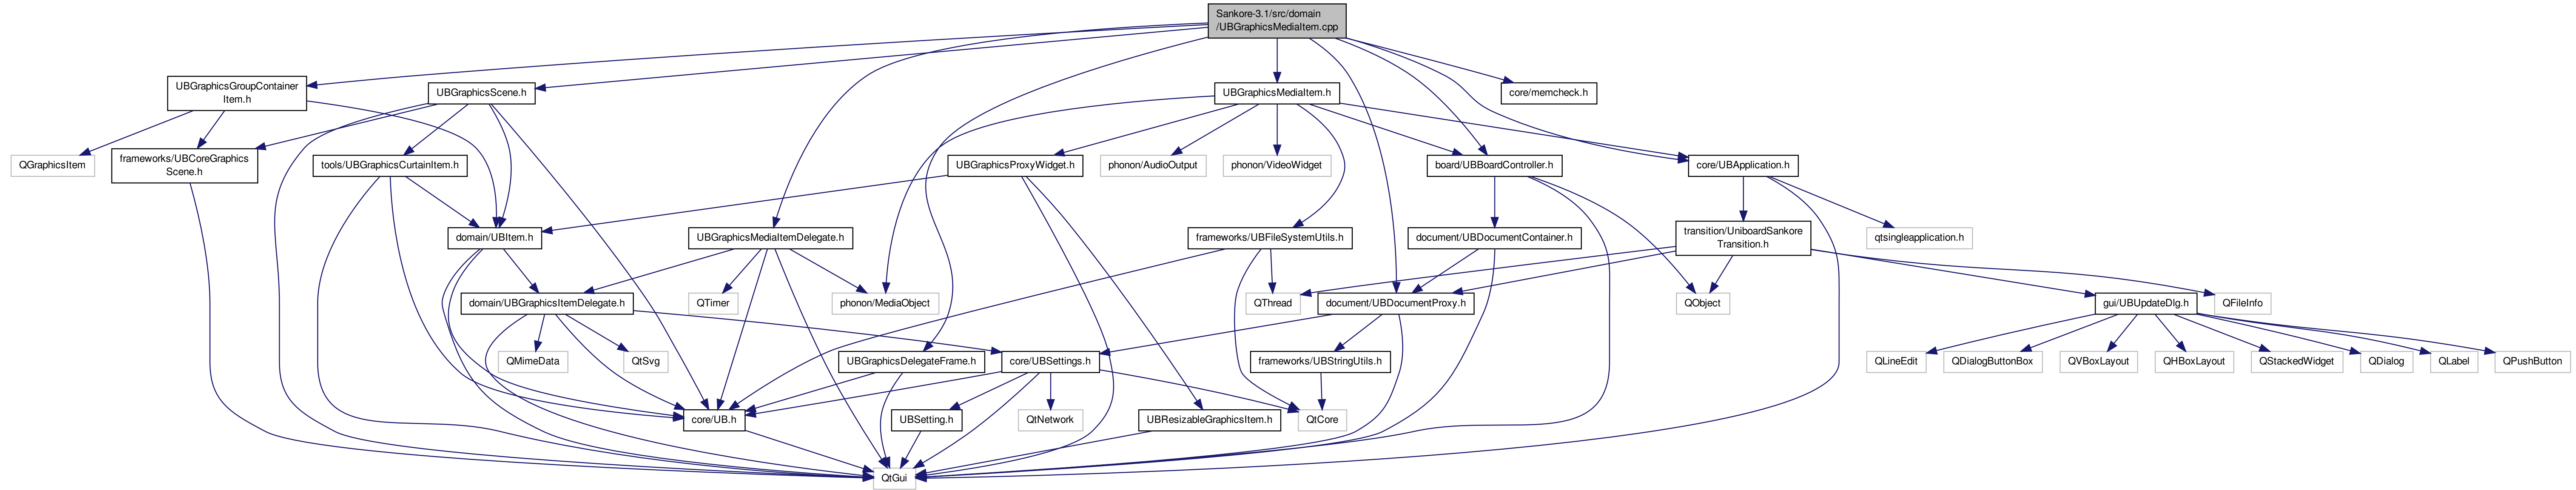 Sankore-3.1/src/domain
/UBGraphicsMediaItem.cpp
UBGraphicsGroupContainer
Item.h
UBGraphicsScene.h
UBGraphicsMediaItem.h
core/memcheck.h
QGraphicsItem
frameworks/UBCoreGraphics
Scene.h
tools/UBGraphicsCurtainItem.h
UBGraphicsProxyWidget.h
phonon/AudioOutput
phonon/VideoWidget
board/UBBoardController.h
core/UBApplication.h
domain/UBItem.h
UBGraphicsMediaItemDelegate.h
frameworks/UBFileSystemUtils.h
document/UBDocumentContainer.h
transition/UniboardSankore
Transition.h
qtsingleapplication.h
domain/UBGraphicsItemDelegate.h
QTimer
phonon/MediaObject
QThread
document/UBDocumentProxy.h
QObject
gui/UBUpdateDlg.h
QFileInfo
QMimeData
QtSvg
UBGraphicsDelegateFrame.h
core/UBSettings.h
frameworks/UBStringUtils.h
QLineEdit
QDialogButtonBox
QVBoxLayout
QHBoxLayout
QStackedWidget
QDialog
QLabel
QPushButton
core/UB.h
UBSetting.h
QtNetwork
UBResizableGraphicsItem.h
QtCore
QtGui